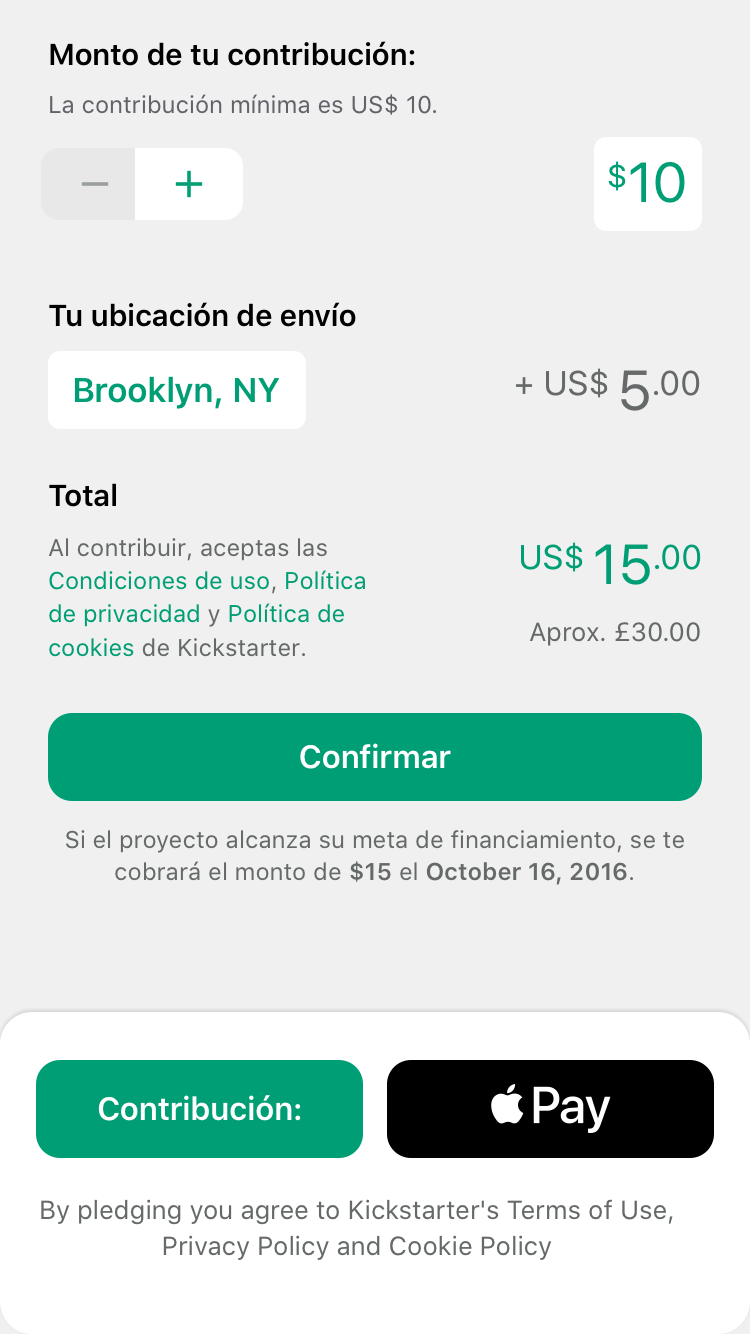 Monto de tu contribución:
La contribución mínima es US$ 10.
− +
$10
Tu ubicación de envío
Brooklyn, NY
+ US$ 5.00
Total
Al contribuir, aceptas las
Condiciones de uso, Política
de privacidad y Política de
cookies de Kickstarter.
US$ 15.00
Aprox. £30.00
Confirmar
Si el proyecto alcanza su meta de financiamiento, se te
cobrará el monto de $15 el October 16, 2016.
Contribución:
Pay
By pledging you agree to Kickstarter's Terms of Use,
Privacy Policy and Cookie Policy